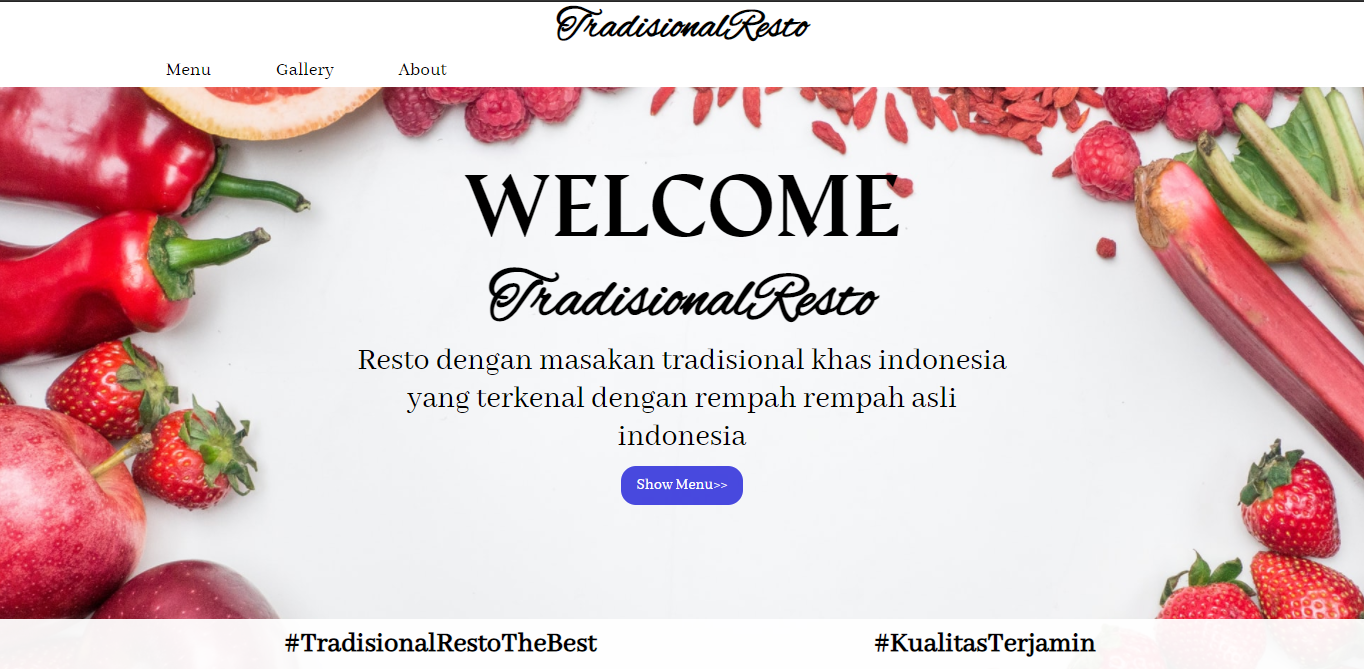 TradisionalResto
Menu Gallery About
WELCOME
TradisionalResto
Resto dengan masakan tradisional khas indonesia
yang terkenal dengan rempah rempah asli
indonesia
Show Menu>>
#TradisionalRestoTheBest #KualitasTerjamin